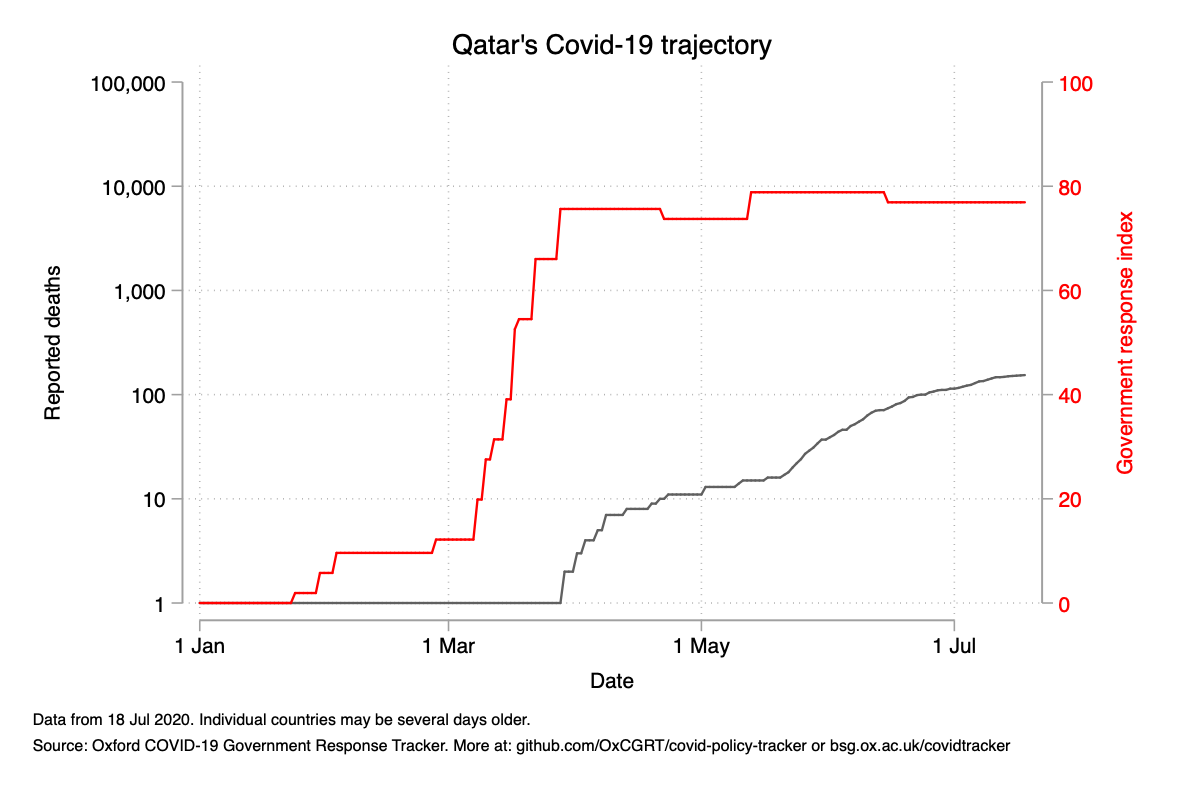 Qatar's Covid-19 trajectory
100,000
10,000
1,000
100
10
1
Reported deaths
100
80
60
40
20
0
Government response index
1 Jan
1 Mar
1 May
1 Jul
Date
Data from 18 Jul 2020. Individual countries may be several days older.
Source: Oxford COVID-19 Government Response Tracker. More at: github.com/OxCGRT/covid-policy-tracker or bsg.ox.ac.uk/covidtracker